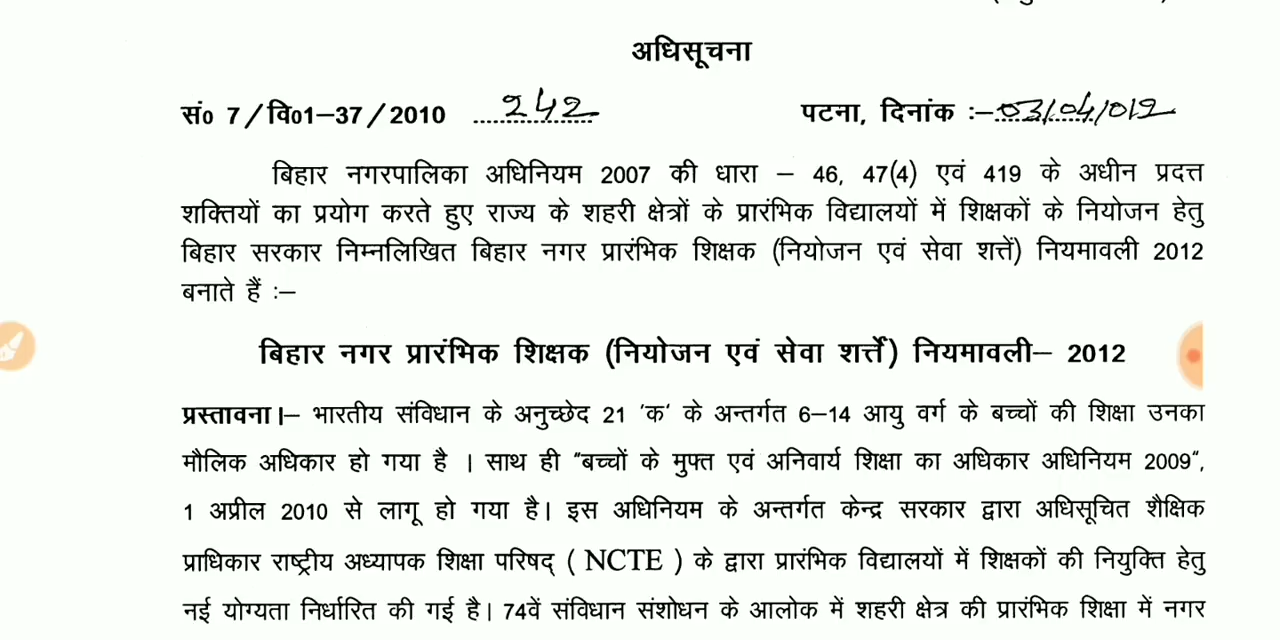 अधिसूचना
सं० 7/वि01–37/2010 242 पटना, दिनांक :–03/04/012
बिहार नगरपालिका अधिनियम 2007 की धारा – 46, 47(4) एवं 419 के अधीन प्रदत्त
शक्तियों का प्रयोग करते हुए राज्य के शहरी क्षेत्रों के प्रारंभिक विद्यालयों में शिक्षकों के नियोजन हेतु
बिहार सरकार निम्नलिखित बिहार नगर प्रारंभिक शिक्षक (नियोजन एवं सेवा शर्त्तें) नियमावली 2012
बनाते हैं :–
बिहार नगर प्रारंभिक शिक्षक (नियोजन एवं सेवा शर्त्तें) नियमावली– 2012
प्रस्तावना।– भारतीय संविधान के अनुच्छेद 21 'क' के अन्तर्गत 6–14 आयु वर्ग के बच्चों की शिक्षा उनका
मौलिक अधिकार हो गया है । साथ ही "बच्चों के मुफ्त एवं अनिवार्य शिक्षा का अधिकार अधिनियम 2009",
1 अप्रील 2010 से लागू हो गया है। इस अधिनियम के अन्तर्गत केन्द्र सरकार द्वारा अधिसूचित शैक्षिक
प्राधिकार राष्ट्रीय अध्यापक शिक्षा परिषद् ( NCTE ) के द्वारा प्रारंभिक विद्यालयों में शिक्षकों की नियुक्ति हेतु
नई योग्यता निर्धारित की गई है। 74वें संविधान संशोधन के आलोक में शहरी क्षेत्र की प्रारंभिक शिक्षा में नगर